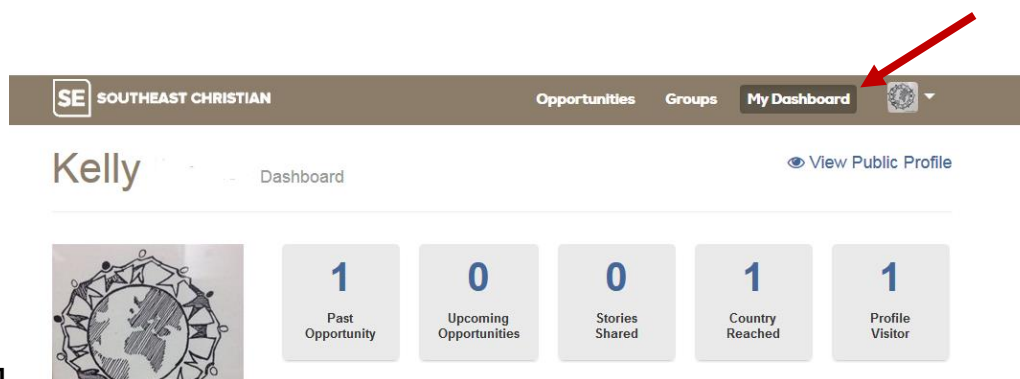 SE SOUTHEAST CHRISTIAN Opportunities Groups My Dashboard
Kelly Dashboard View Public Profile
1 0 0 1 1
Past Upcoming Stories Country Profile
Opportunity Opportunities Shared Reached Visitor